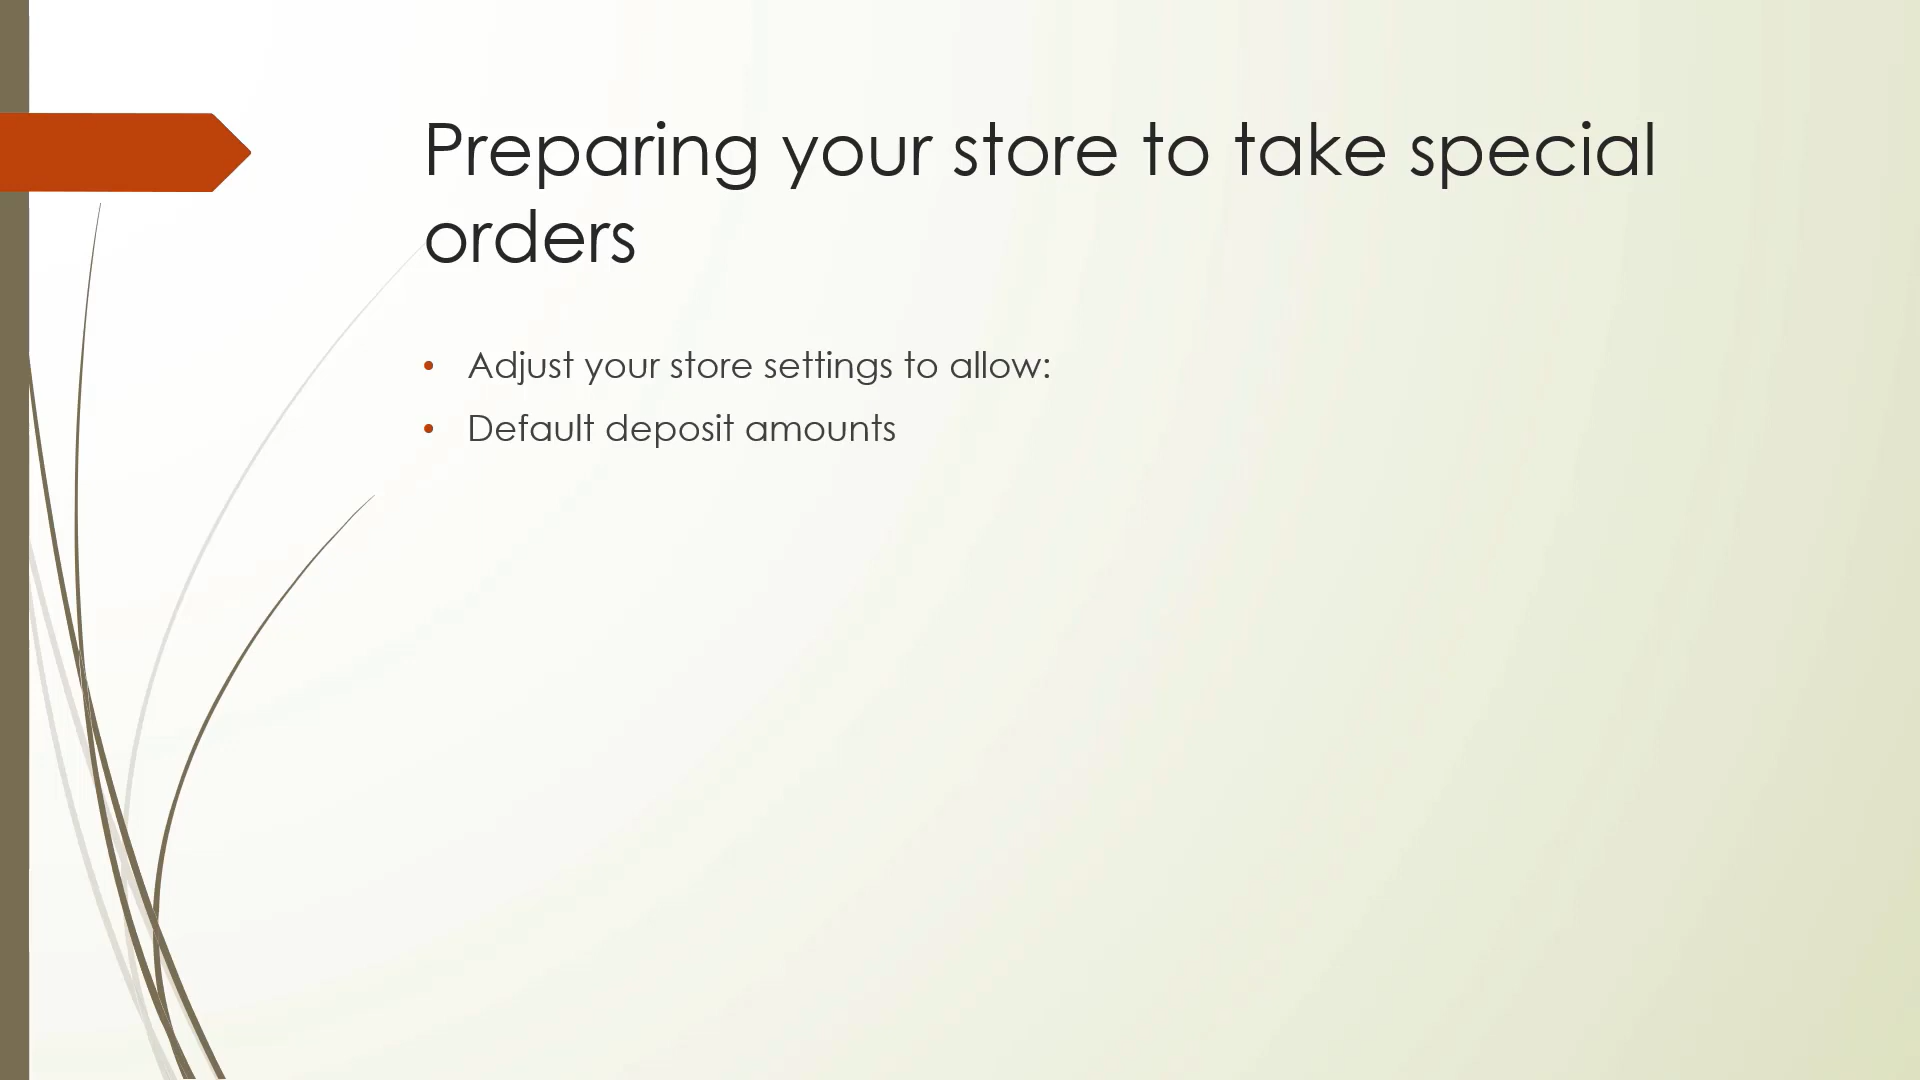 Preparing your store to take special
orders
• Adjust your store settings to allow:
• Default deposit amounts